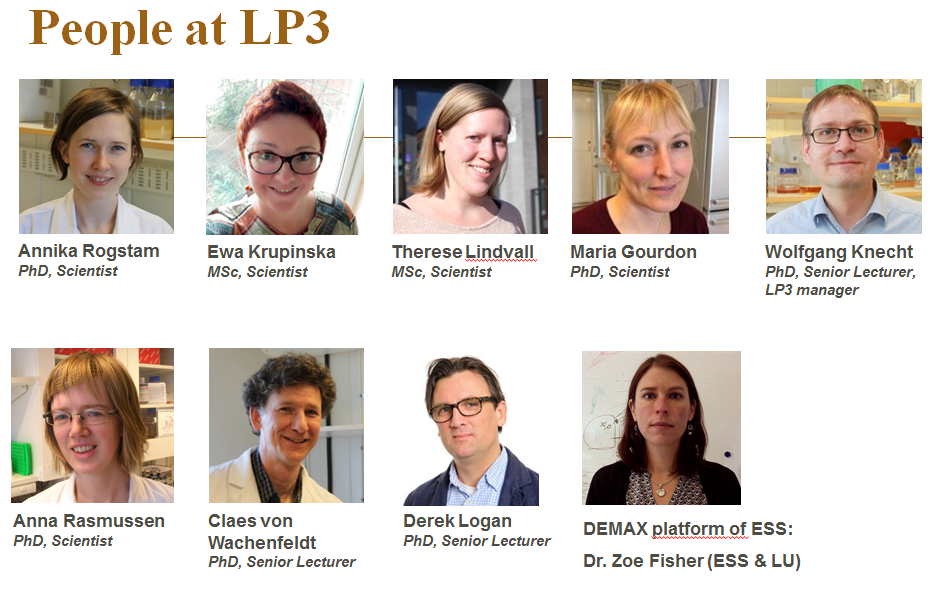 People at LP3
Annika Rogstam
PhD, Scientist
Ewa Krupinska
MSc, Scientist
Therese Lindvall
MSc, Scientist
Maria Gourdon
PhD, Scientist
Wolfgang Knecht
PhD, Senior Lecturer,
LP3 manager
Anna Rasmussen
PhD, Scientist
Claes von
Wachenfeldt
PhD, Senior Lecturer
Derek Logan
PhD, Senior Lecturer
DEMAX platform of ESS:
Dr. Zoe Fisher (ESS & LU)